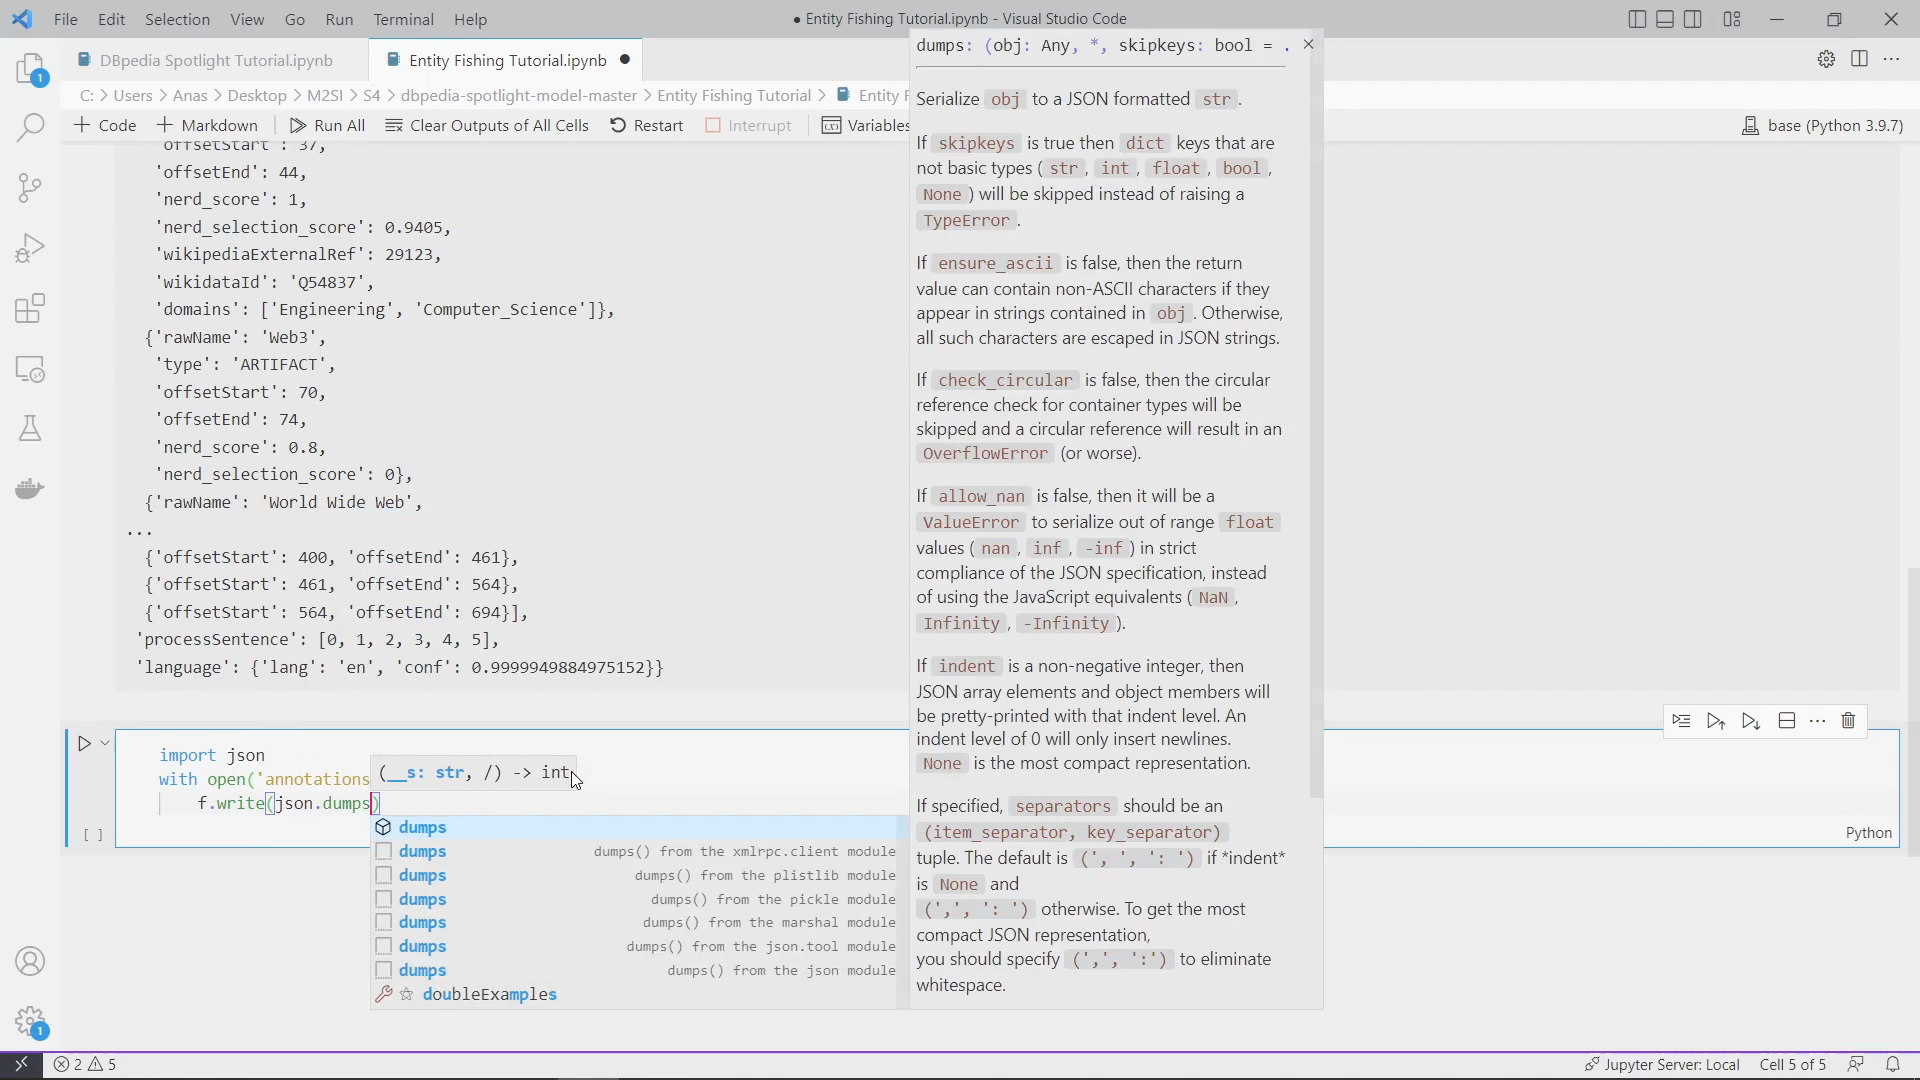 File Edit Selection View Go Run Terminal Help
● Entity Fishing Tutorial.ipynb - Visual Studio Code
DBpedia Spotlight Tutorial.ipynb
Entity Fishing Tutorial.ipynb ●
C: > Users > Anas > Desktop > M2SI > S4 > dbpedia-spotlight-model-master > Entity Fishing Tutorial > Entity F
+ Code + Markdown Run All Clear Outputs of All Cells Restart Interrupt Variables
base (Python 3.9.7)
'offsetStart': 37,
'offsetEnd': 44,
'nerd_score': 1,
'nerd_selection_score': 0.9405,
'wikipediaExternalRef': 29123,
'wikidataId': 'Q54837',
'domains': ['Engineering', 'Computer_Science']},
{'rawName': 'Web3',
'type': 'ARTIFACT',
'offsetStart': 70,
'offsetEnd': 74,
'nerd_score': 0.8,
'nerd_selection_score': 0},
{'rawName': 'World Wide Web',
...
{'offsetStart': 400, 'offsetEnd': 461},
{'offsetStart': 461, 'offsetEnd': 564},
{'offsetStart': 564, 'offsetEnd': 694}],
'processSentence': [0, 1, 2, 3, 4, 5],
'language': {'lang': 'en', 'conf': 0.9999949884975152}}
import json
with open('annotations
f.write(json.dumps)
[ ]
Python
(__s: str, /) -> int
dumps
dumps dumps() from the xmlrpc.client module
dumps dumps() from the plistlib module
dumps dumps() from the pickle module
dumps dumps() from the marshal module
dumps dumps() from the json.tool module
dumps dumps() from the json module
doubleExamples
dumps: (obj: Any, *, skipkeys: bool = .
Serialize obj to a JSON formatted str.
If skipkeys is true then dict keys that are
not basic types (str, int, float, bool,
None) will be skipped instead of raising a
TypeError.
If ensure_ascii is false, then the return
value can contain non-ASCII characters if they
appear in strings contained in obj. Otherwise,
all such characters are escaped in JSON strings.
If check_circular is false, then the circular
reference check for container types will be
skipped and a circular reference will result in an
OverflowError (or worse).
If allow_nan is false, then it will be a
ValueError to serialize out of range float
values (nan, inf, -inf) in strict
compliance of the JSON specification, instead
of using the JavaScript equivalents (NaN,
Infinity, -Infinity).
If indent is a non-negative integer, then
JSON array elements and object members will
be pretty-printed with that indent level. An
indent level of 0 will only insert newlines.
None is the most compact representation.
If specified, separators should be an
(item_separator, key_separator)
tuple. The default is (', ', ': ') if *indent*
is None and
(',', ': ') otherwise. To get the most
compact JSON representation,
you should specify (',', ':') to eliminate
whitespace.
1
1
2 5
Jupyter Server: Local Cell 5 of 5